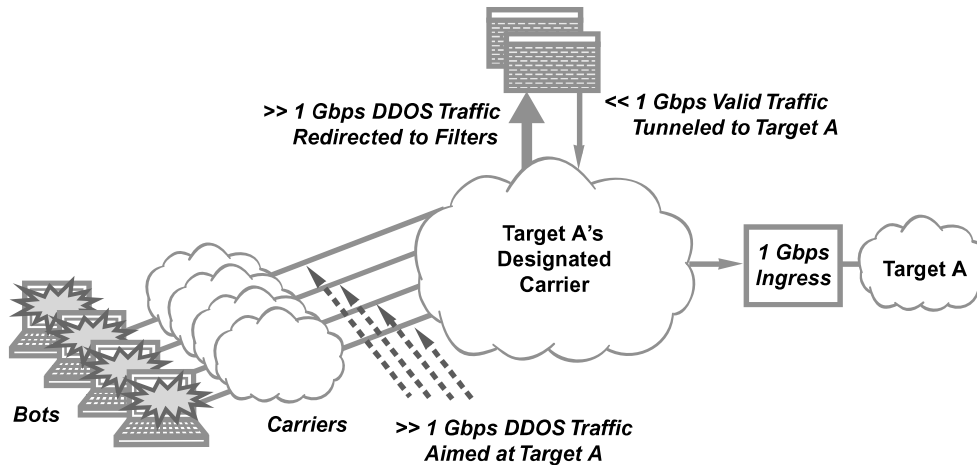 >> 1 Gbps DDOS Traffic
Redirected to Filters
<< 1 Gbps Valid Traffic
Tunneled to Target A
Target A's
Designated
Carrier
1 Gbps
Ingress
Target A
Bots
Carriers
>> 1 Gbps DDOS Traffic
Aimed at Target A